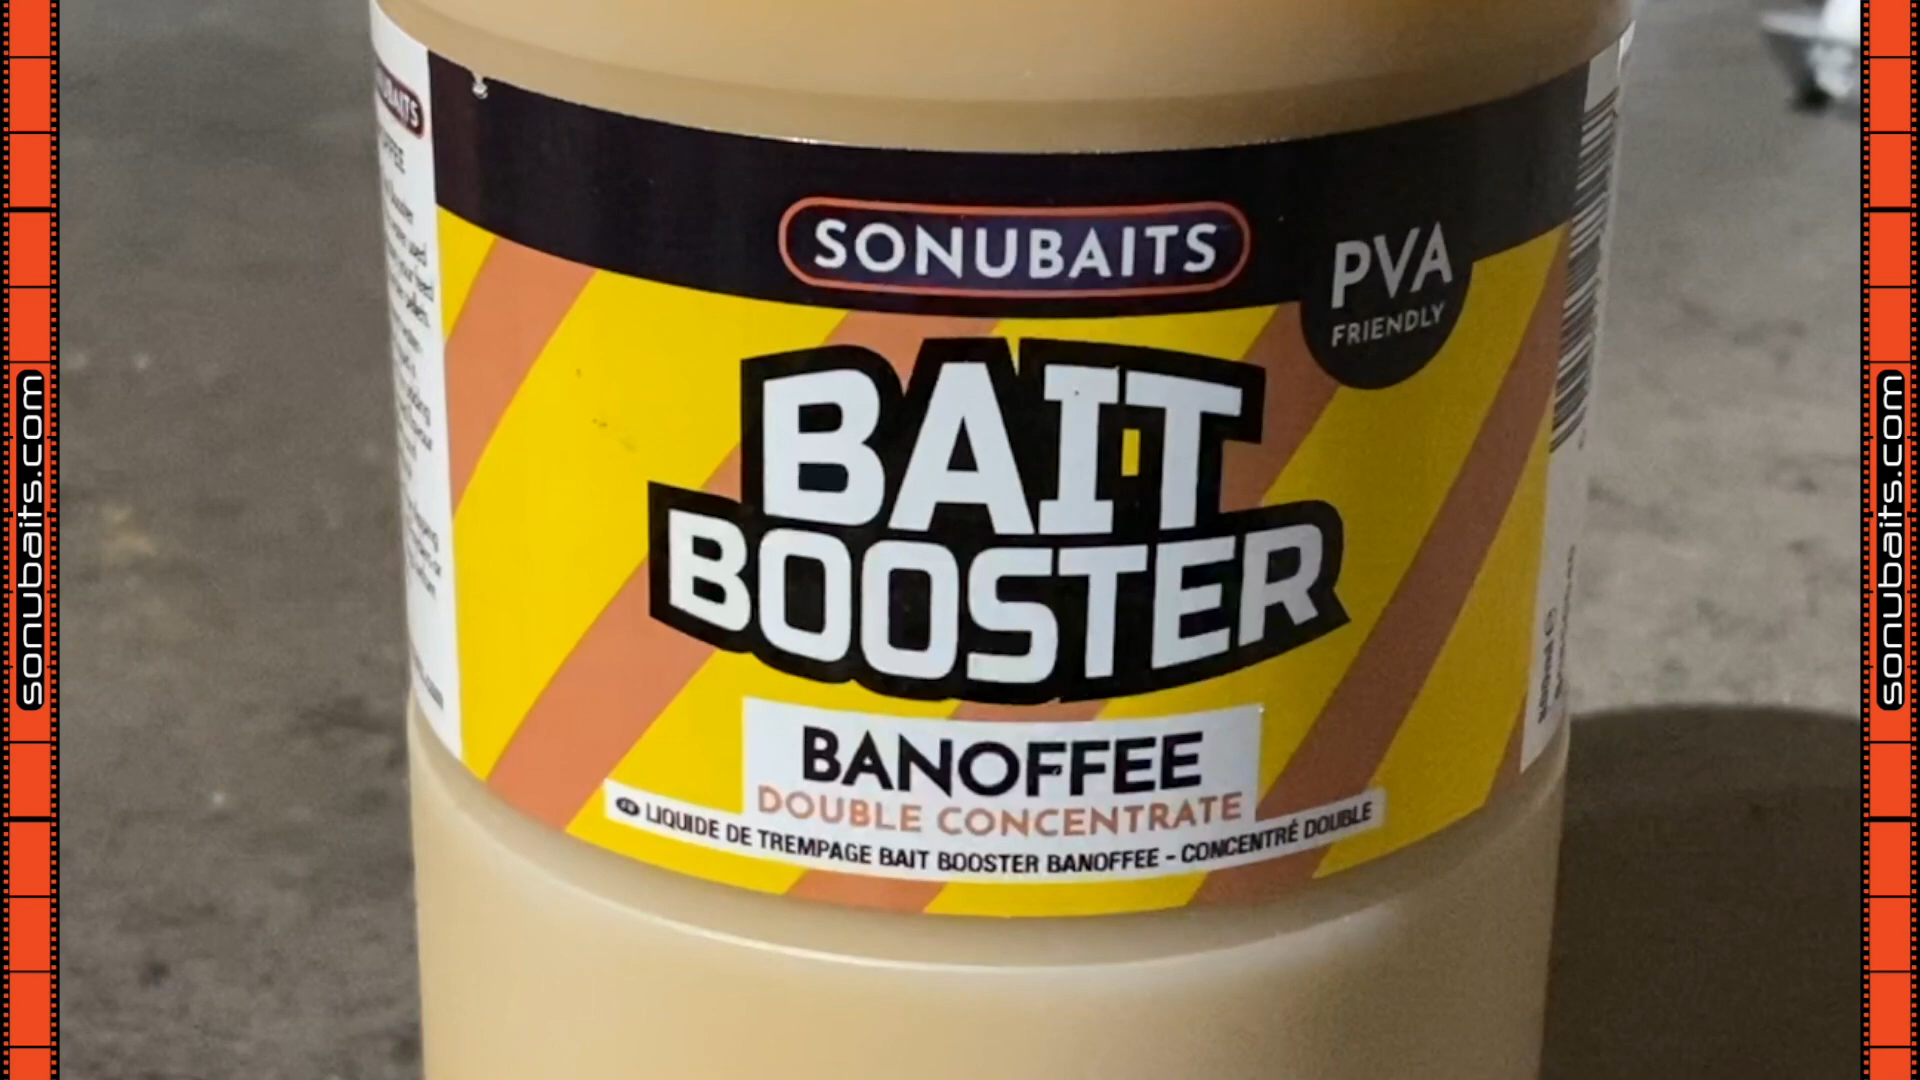 SONUBAITS
PVA
FRIENDLY
BAIT
BOOSTER
BANOFFEE
DOUBLE CONCENTRATE
FR LIQUIDE DE TREMPAGE BAIT BOOSTER BANOFFEE - CONCENTRÉ DOUBLE
sonubaits.com
sonubaits.com